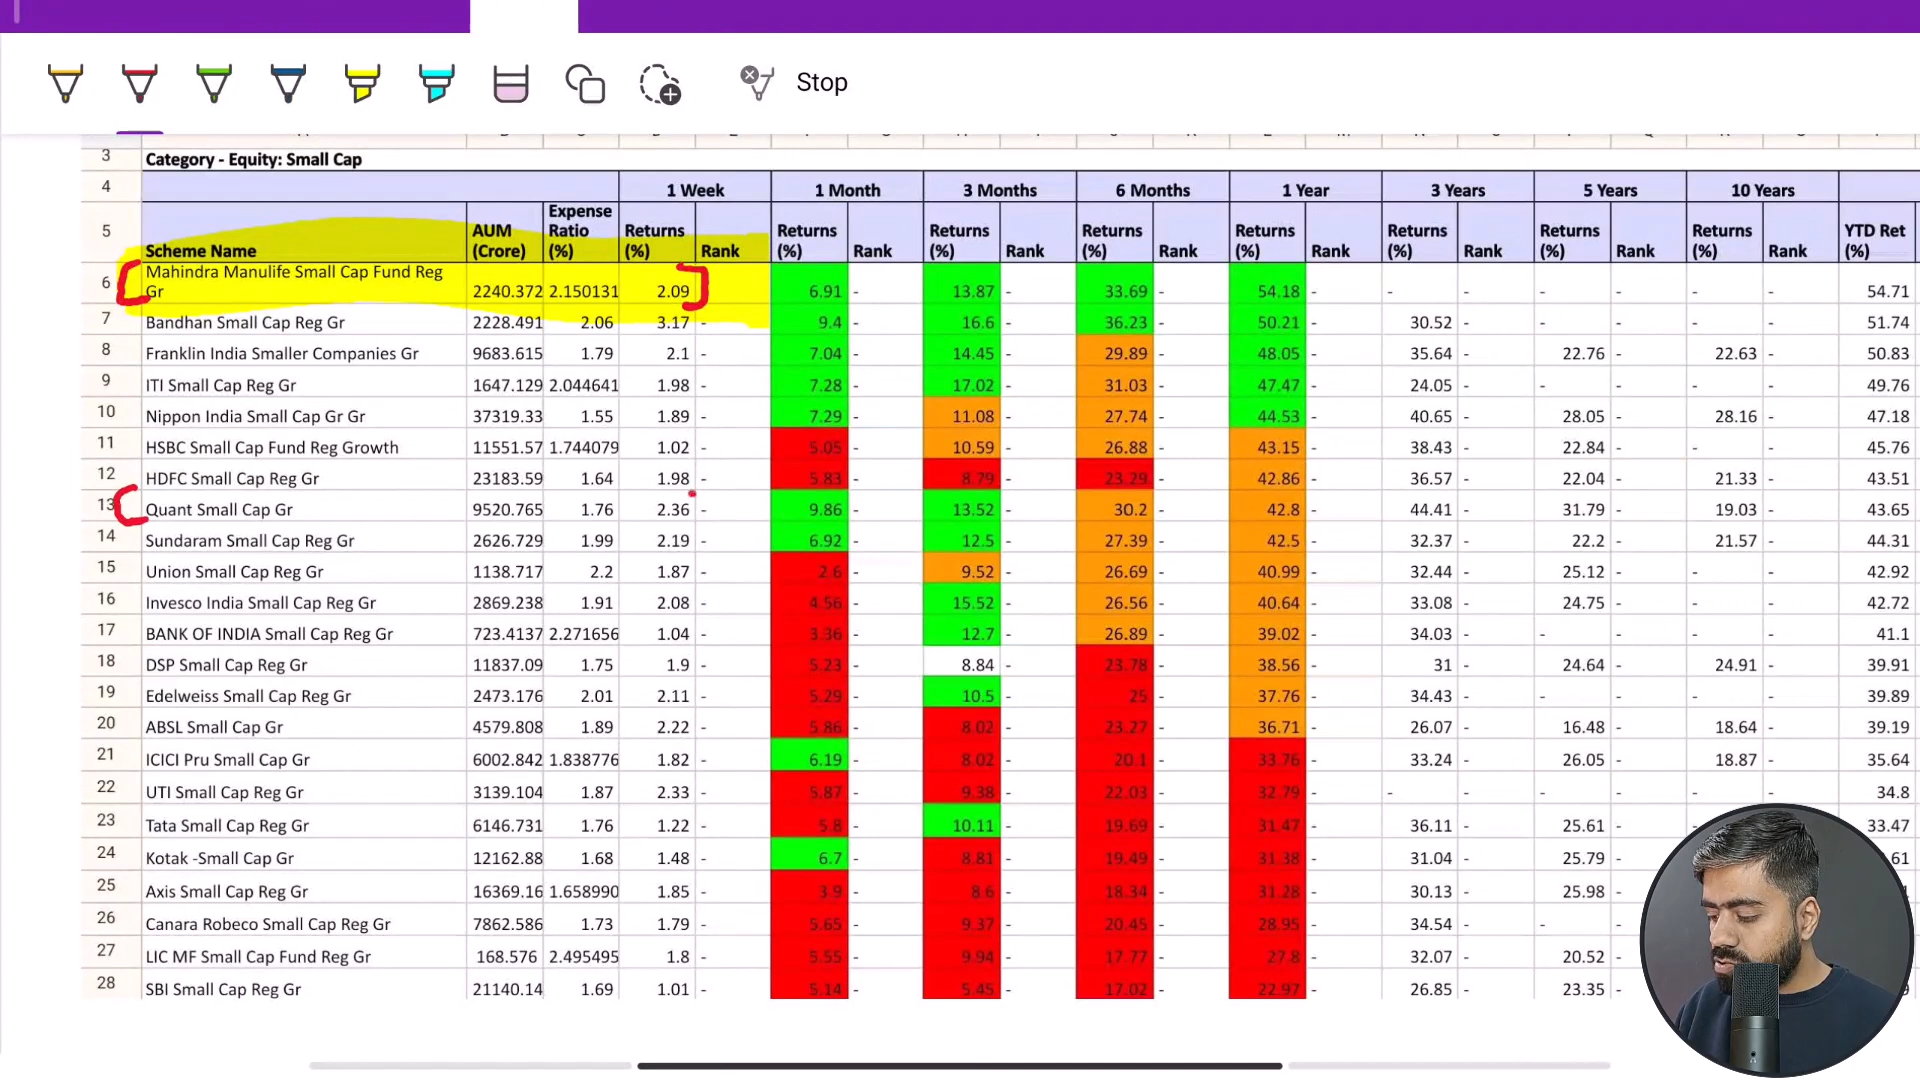 Stop
3 Category - Equity: Small Cap
4 1 Week 1 Month 3 Months 6 Months 1 Year 3 Years 5 Years 10 Years
5 Scheme Name AUM (Crore) Expense Ratio (%) Returns (%) Rank Returns (%) Rank Returns (%) Rank Returns (%) Rank Returns (%) Rank Returns (%) Rank Returns (%) Rank Returns (%) Rank YTD Ret (%)
6 Mahindra Manulife Small Cap Fund Reg Gr 2240.372 2.150131 2.09 6.91 - 13.87 - 33.69 - 54.18 - - - - - - - 54.71
7 Bandhan Small Cap Reg Gr 2228.491 2.06 3.17 - 9.4 - 16.6 - 36.23 - 50.21 - 30.52 - - - - - 51.74
8 Franklin India Smaller Companies Gr 9683.615 1.79 2.1 - 7.04 - 14.45 - 29.89 - 48.05 - 35.64 - 22.76 - 22.63 - 50.83
9 ITI Small Cap Reg Gr 1647.129 2.044641 1.98 - 7.28 - 17.02 - 31.03 - 47.47 - 24.05 - - - - - 49.76
10 Nippon India Small Cap Gr Gr 37319.33 1.55 1.89 - 7.29 - 11.08 - 27.74 - 44.53 - 40.65 - 28.05 - 28.16 - 47.18
11 HSBC Small Cap Fund Reg Growth 11551.57 1.744079 1.02 - 5.05 - 10.59 - 26.88 - 43.15 - 38.43 - 22.84 - - - 45.76
12 HDFC Small Cap Reg Gr 23183.59 1.64 1.98 - 5.83 - 8.79 - 23.29 - 42.86 - 36.57 - 22.04 - 21.33 - 43.51
13 Quant Small Cap Gr 9520.765 1.76 2.36 - 9.86 - 13.52 - 30.2 - 42.8 - 44.41 - 31.79 - 19.03 - 43.65
14 Sundaram Small Cap Reg Gr 2626.729 1.99 2.19 - 6.92 - 12.5 - 27.39 - 42.5 - 32.37 - 22.2 - 21.57 - 44.31
15 Union Small Cap Reg Gr 1138.717 2.2 1.87 - 2.6 - 9.52 - 26.69 - 40.99 - 32.44 - 25.12 - - - 42.92
16 Invesco India Small Cap Reg Gr 2869.238 1.91 2.08 - 4.56 - 15.52 - 26.56 - 40.64 - 33.08 - 24.75 - - - 42.72
17 BANK OF INDIA Small Cap Reg Gr 723.4137 2.271656 1.04 - 3.36 - 12.7 - 26.89 - 39.02 - 34.03 - - - - - 41.1
18 DSP Small Cap Reg Gr 11837.09 1.75 1.9 - 5.23 - 8.84 - 23.78 - 38.56 - 31 - 24.64 - 24.91 - 39.91
19 Edelweiss Small Cap Reg Gr 2473.176 2.01 2.11 - 5.29 - 10.5 - 25 - 37.76 - 34.43 - - - - - 39.89
20 ABSL Small Cap Gr 4579.808 1.89 2.22 - 5.86 - 8.02 - 23.27 - 36.71 - 26.07 - 16.48 - 18.64 - 39.19
21 ICICI Pru Small Cap Gr 6002.842 1.838776 1.82 - 6.19 - 8.02 - 20.1 - 33.76 - 33.24 - 26.05 - 18.87 - 35.64
22 UTI Small Cap Reg Gr 3139.104 1.87 2.33 - 5.87 - 9.38 - 22.03 - 32.79 - - - - - - - 34.8
23 Tata Small Cap Reg Gr 6146.731 1.76 1.22 - 5.8 - 10.11 - 19.69 - 31.47 - 36.11 - 25.61 - - - 33.47
24 Kotak -Small Cap Gr 12162.88 1.68 1.48 - 6.7 - 8.81 - 19.49 - 31.38 - 31.04 - 25.79 -
25 Axis Small Cap Reg Gr 16369.16 1.658990 1.85 - 3.9 - 8.6 - 18.34 - 31.28 - 30.13 - 25.98 -
26 Canara Robeco Small Cap Reg Gr 7862.586 1.73 1.79 - 5.65 - 9.37 - 20.45 - 28.95 - 34.54 - - -
27 LIC MF Small Cap Fund Reg Gr 168.576 2.495495 1.8 - 5.55 - 9.94 - 17.77 - 27.8 - 32.07 - 20.52 -
28 SBI Small Cap Reg Gr 21140.14 1.69 1.01 - 5.14 - 5.45 - 17.02 - 22.97 - 26.85 - 23.35 -